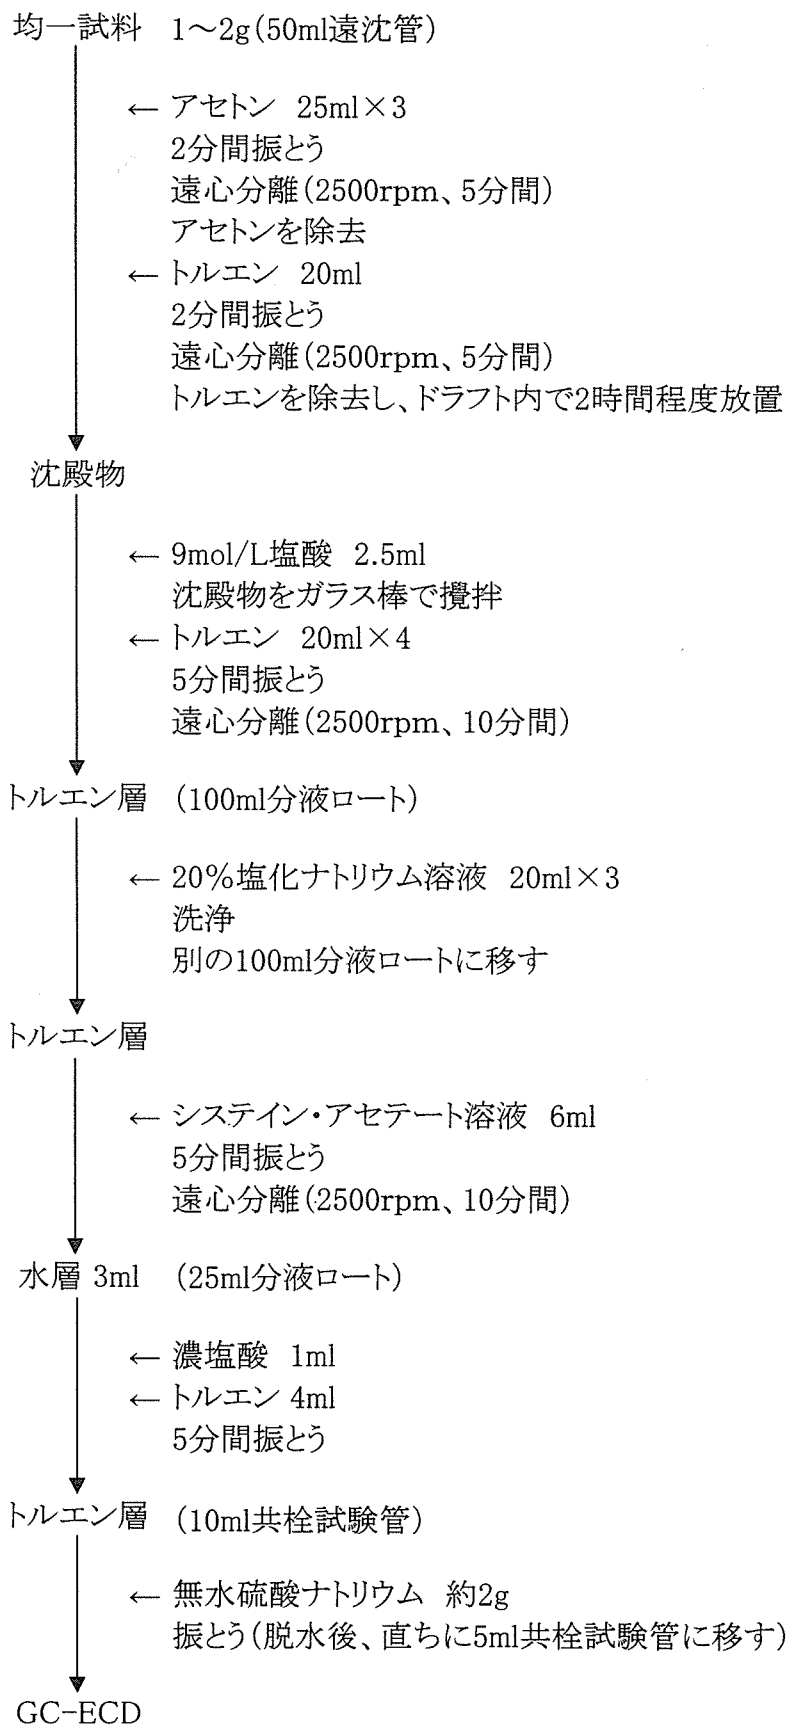 均一試料 1～2g(50ml遠沈管)
← アセトン 25ml×3
2分間振とう
遠心分離(2500rpm、5分間)
アセトンを除去
← トルエン 20ml
2分間振とう
遠心分離(2500rpm、5分間)
トルエンを除去し、ドラフト内で2時間程度放置
沈殿物
← 9mol/L塩酸 2.5ml
沈殿物をガラス棒で攪拌
← トルエン 20ml×4
5分間振とう
遠心分離(2500rpm、10分間)
トルエン層 (100ml分液ロート)
← 20%塩化ナトリウム溶液 20ml×3
洗浄
別の100ml分液ロートに移す
トルエン層
← システイン・アセテート溶液 6ml
5分間振とう
遠心分離(2500rpm、10分間)
水層 3ml (25ml分液ロート)
← 濃塩酸 1ml
← トルエン 4ml
5分間振とう
トルエン層 (10ml共栓試験管)
← 無水硫酸ナトリウム 約2g
振とう(脱水後、直ちに5ml共栓試験管に移す)
GC-ECD